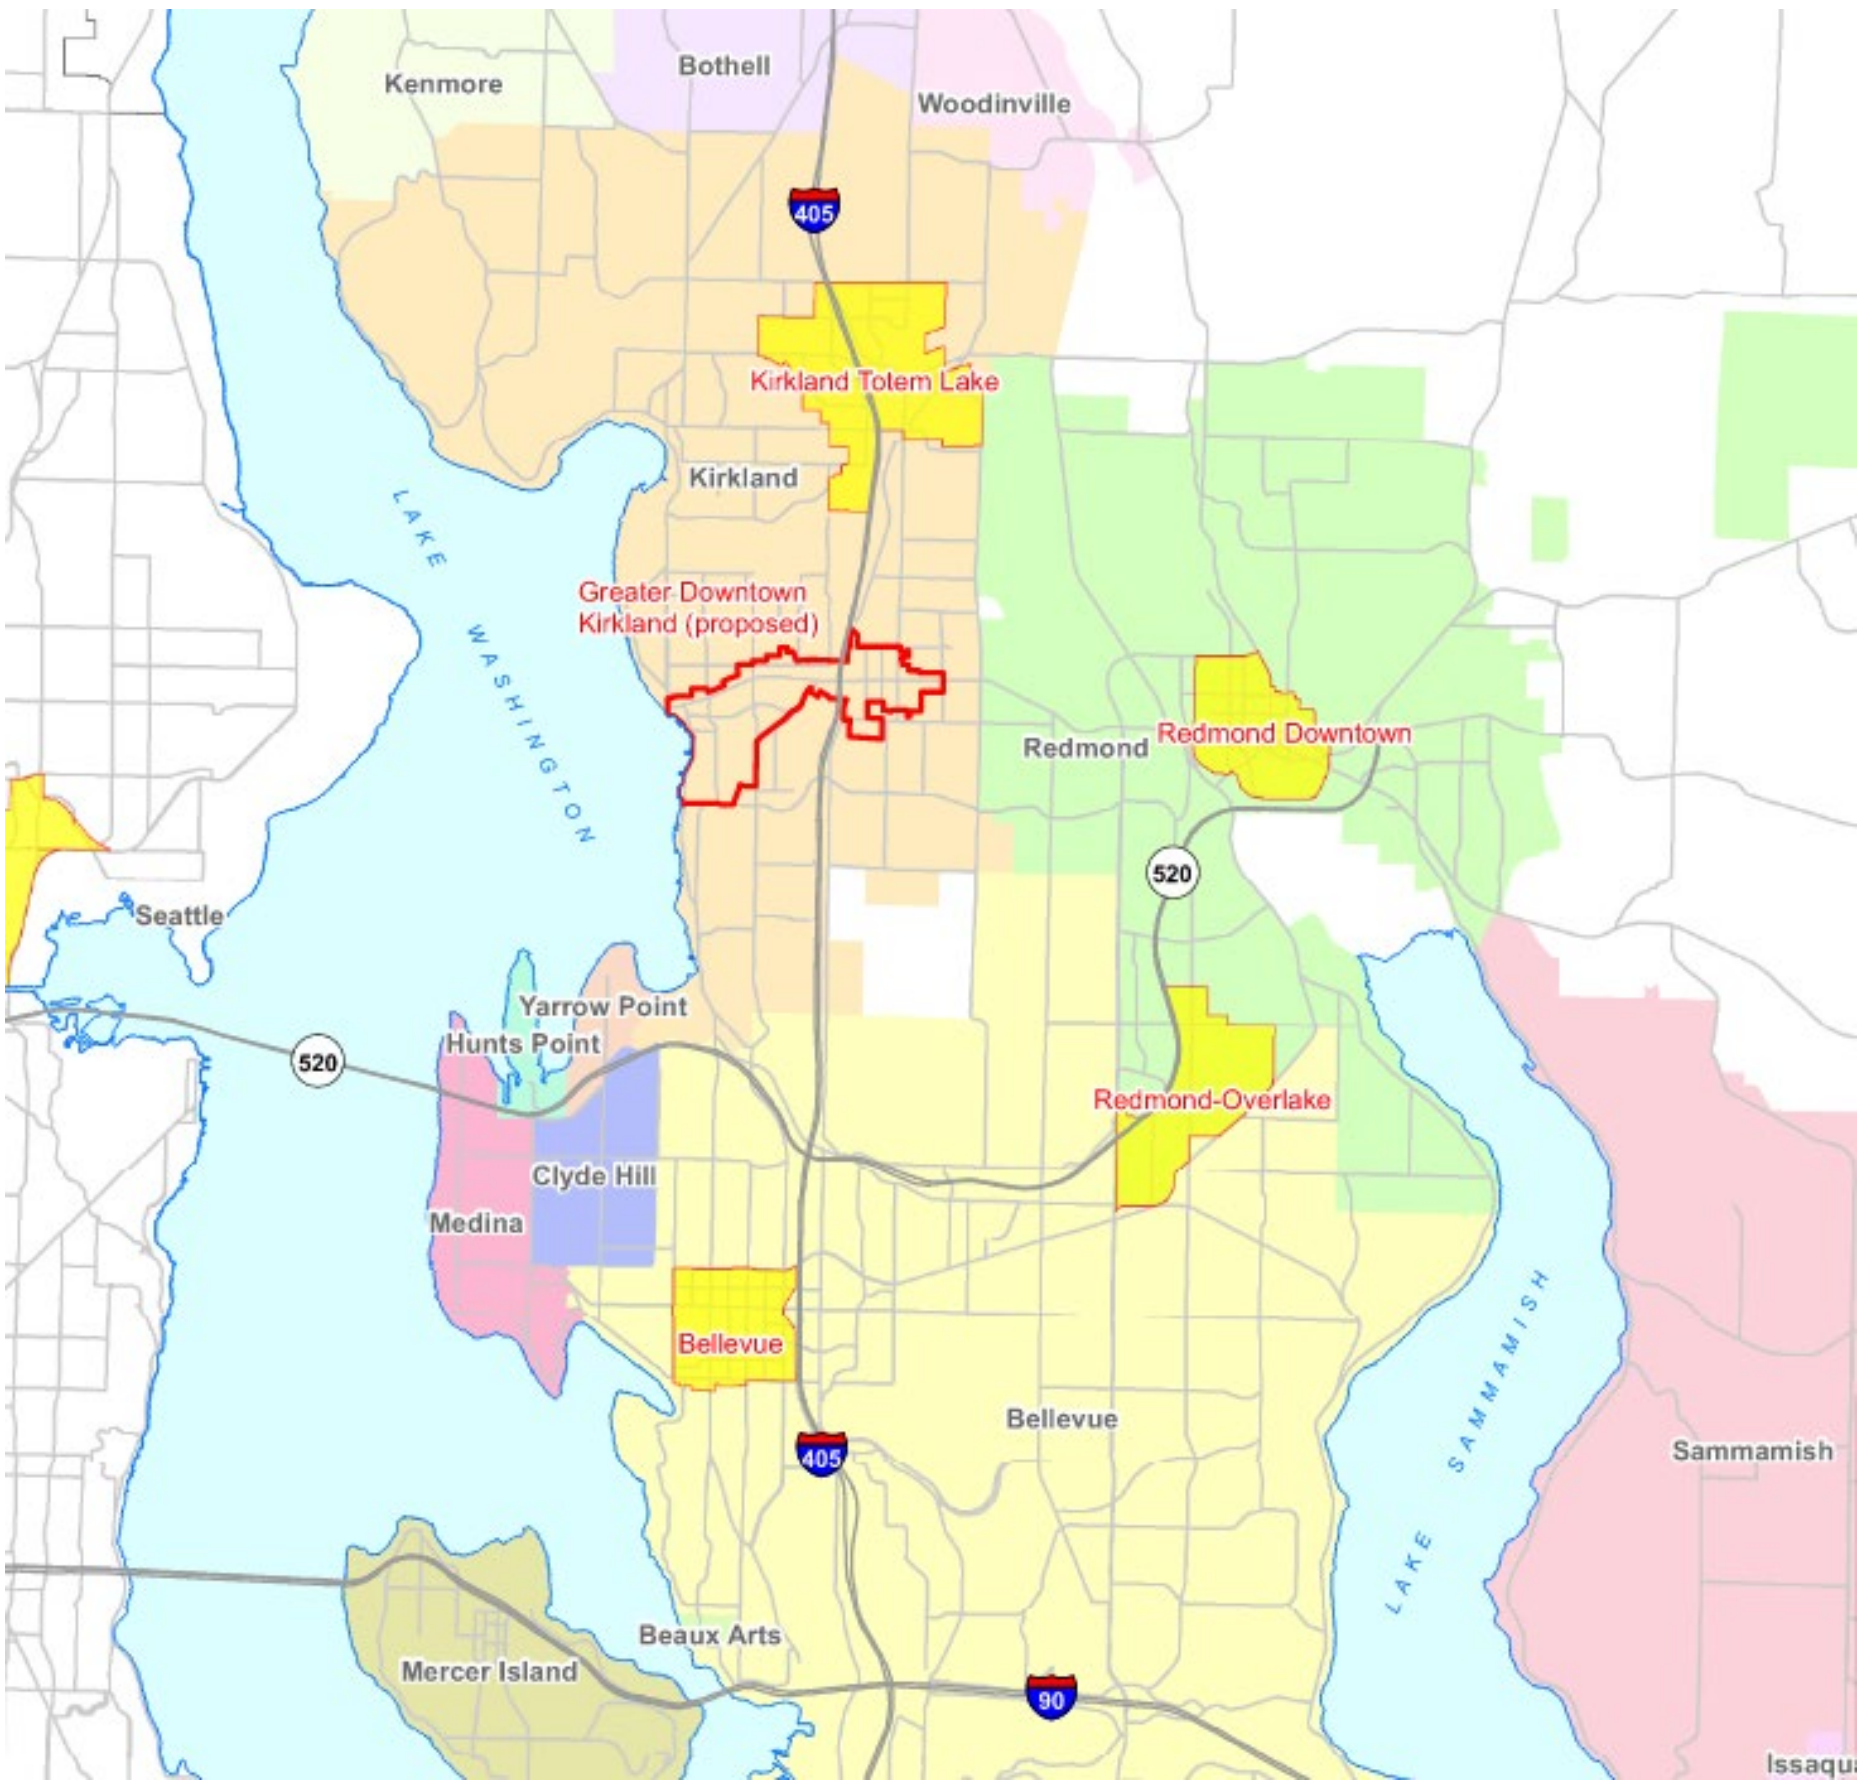 Bothell
Kenmore
Woodinville
405
Kirkland Totem Lake
Kirkland
LAKE WASHINGTON
Greater Downtown
Kirkland (proposed)
Redmond Downtown
Redmond
520
Seattle
Yarrow Point
Hunts Point
520
Redmond-Overlake
Clyde Hill
Medina
Bellevue
LAKE SAMMAMISH
Bellevue
405
Sammamish
Beaux Arts
Mercer Island
90
Issaqua